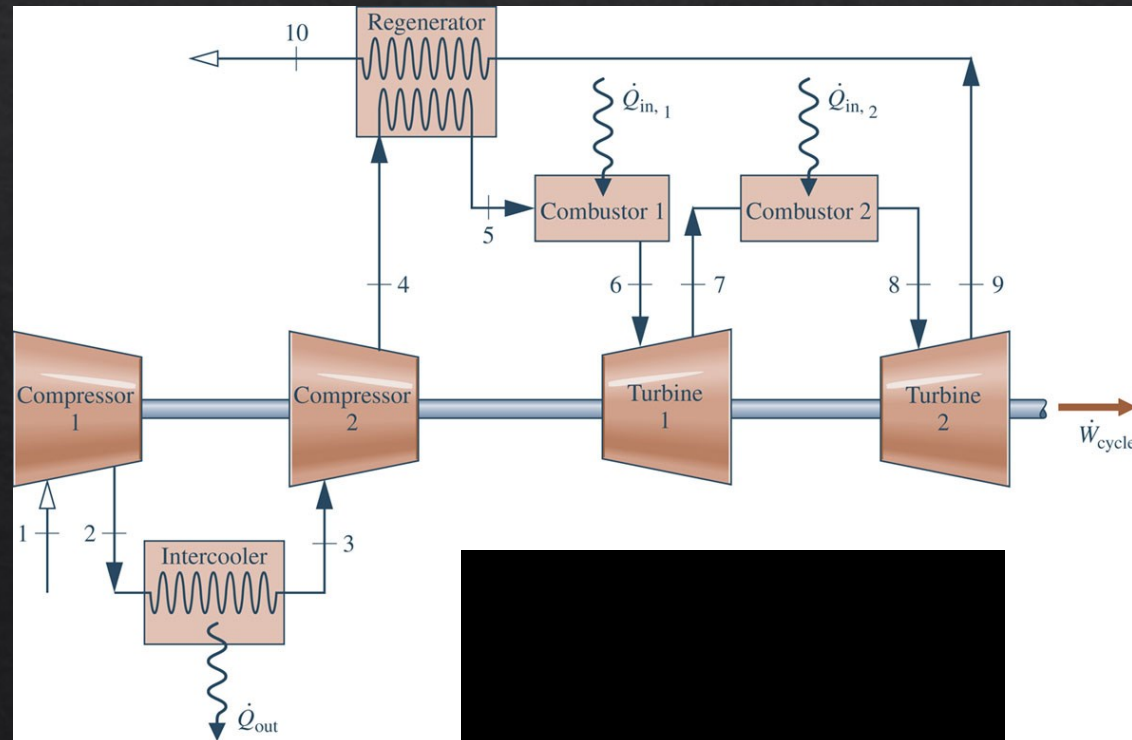 Regenerator
10
Q̇in, 1
Q̇in, 2
Combustor 1
Combustor 2
5
4
6
7
8
9
Compressor
1
Compressor
2
Turbine
1
Turbine
2
Ẇcycle
1
2
3
Intercooler
Q̇out